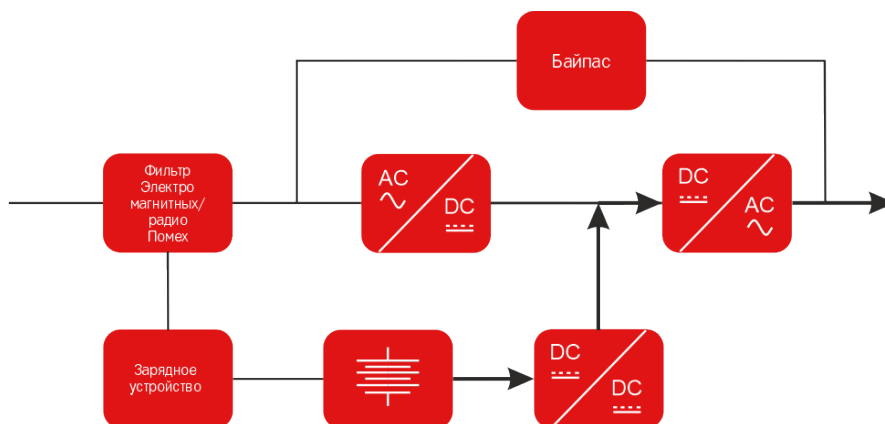 Байпас
Фильтр
Электро
магнитных/
радио
Помех
AC
DC
DC
AC
Зарядное
устройство
DC
DC